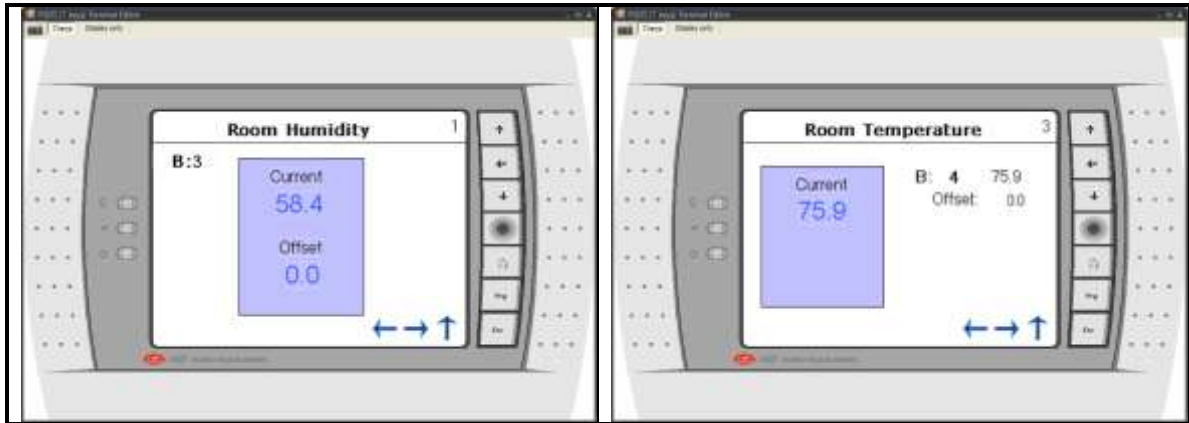 Room Humidity
1
B:3
Current
58.4
Offset
0.0
Room Temperature
3
Current
75.9
B: 4 75.9
Offset: 0.0